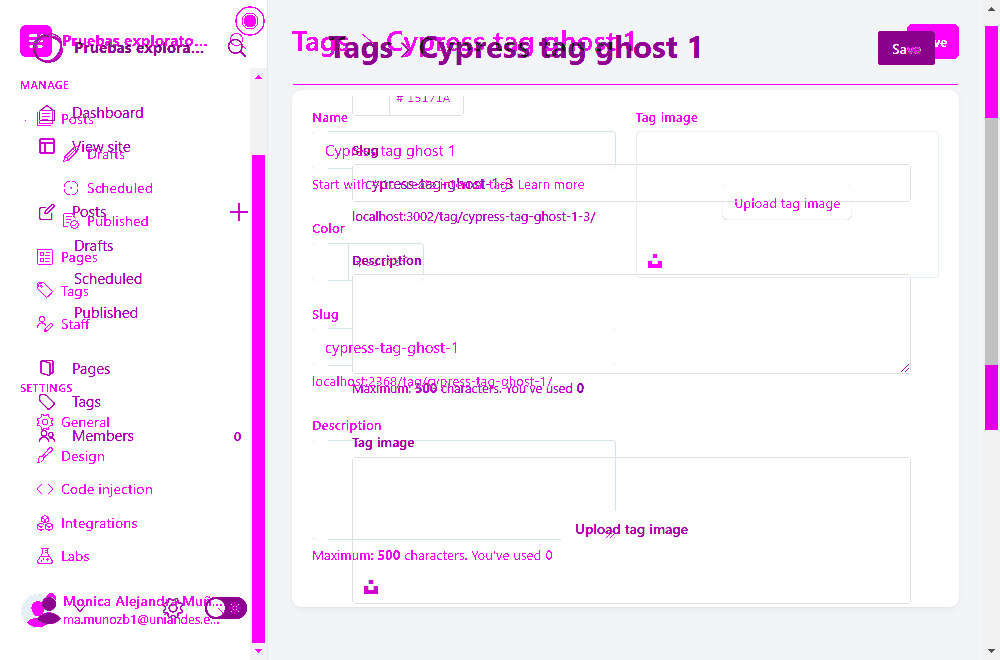 Pruebas explorato...
Pruebas explora...
MANAGE
Dashboard
Posts
View site
Drafts
Scheduled
Posts
Published
Drafts
Pages
Scheduled
Tags
Published
Staff
Pages
SETTINGS
Tags
General
Members 0
Design
Code injection
Integrations
Labs
Monica Alejandra Muñ...
ma.munozb1@uniandes.e...
Tags > Cypress tag ghost 1
Tags > Cypress tag ghost 1
Save
# 15171A
Name
Cypress tag ghost 1
Slug
cypress-tag-ghost-1-3
Start with # to create internal tags Learn more
localhost:3002/tag/cypress-tag-ghost-1-3/
Color
Description
Slug
cypress-tag-ghost-1
localhost:2368/tag/cypress-tag-ghost-1/
Maximum: 500 characters. You've used 0
Description
Tag image
Upload tag image
Maximum: 500 characters. You've used 0
Tag image
Upload tag image